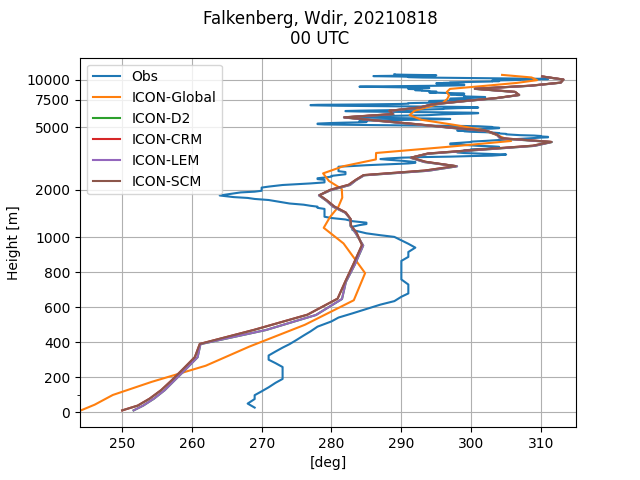 Falkenberg, Wdir, 20210818
00 UTC
Obs
ICON-Global
ICON-D2
ICON-CRM
ICON-LEM
ICON-SCM
Height [m]
10000
7500
5000
2000
1000
800
600
400
200
0
250 260 270 280 290 300 310
[deg]